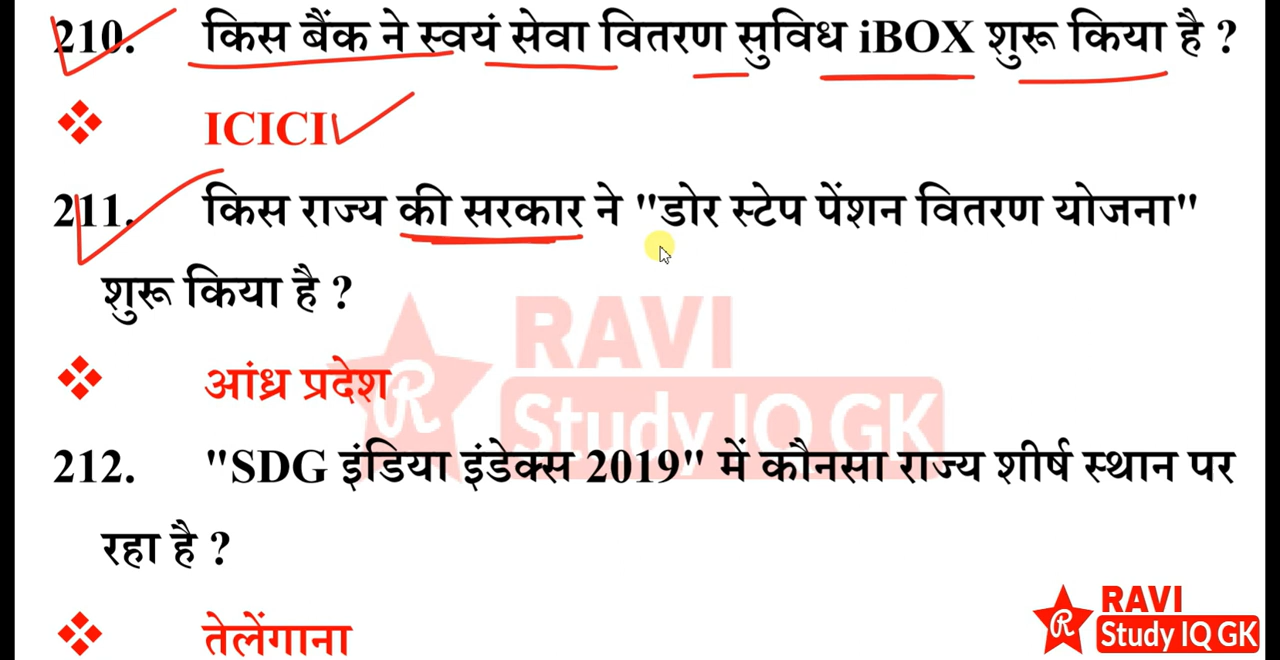 210. किस बैंक ने स्वयं सेवा वितरण सुविध iBOX शुरू किया है ?
ICICI
211. किस राज्य की सरकार ने "डोर स्टेप पेंशन वितरण योजना"
शुरू किया है ?
RAVI
Study IQ GK
R
आंध्र प्रदेश
212. "SDG इंडिया इंडेक्स 2019" में कौनसा राज्य शीर्ष स्थान पर
रहा है ?
तेलेंगाना
R
RAVI
Study IQ GK